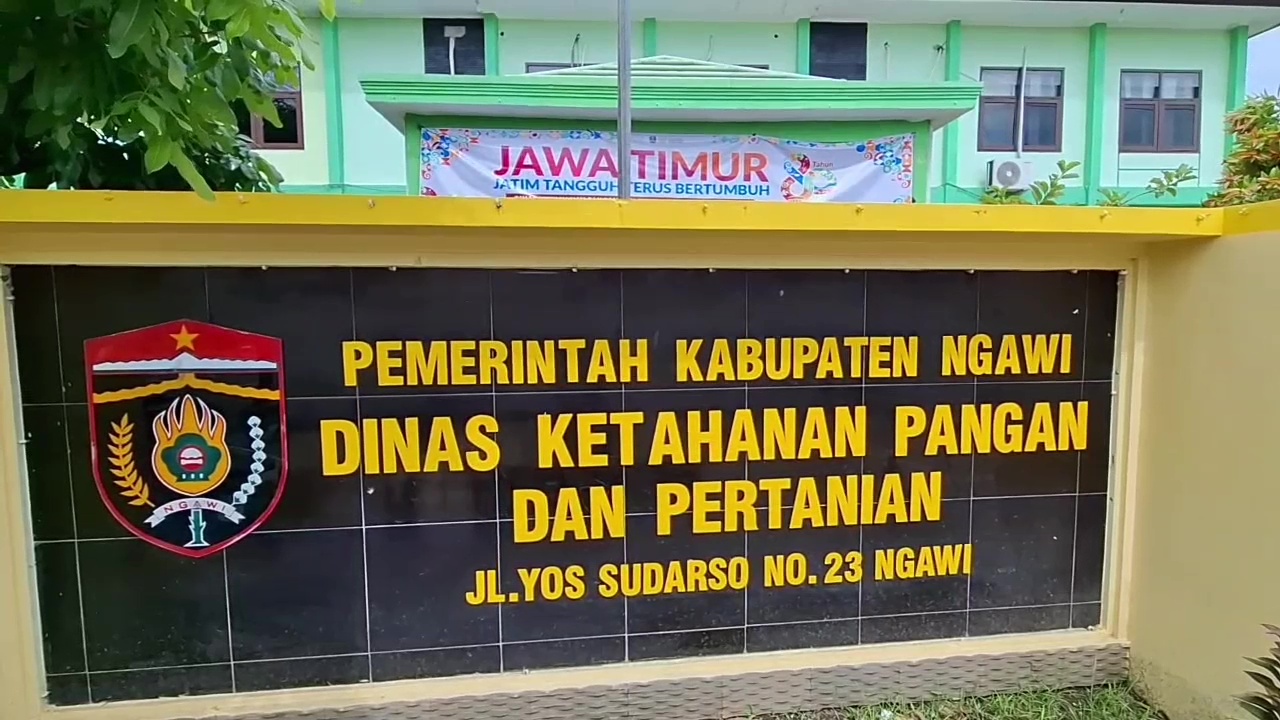 JAWA TIMUR
JATIM TANGGUH TERUS BERTUMBUH
Tahun
PEMERINTAH KABUPATEN NGAWI
DINAS KETAHANAN PANGAN
DAN PERTANIAN
JL.YOS SUDARSO NO. 23 NGAWI
NGAWI